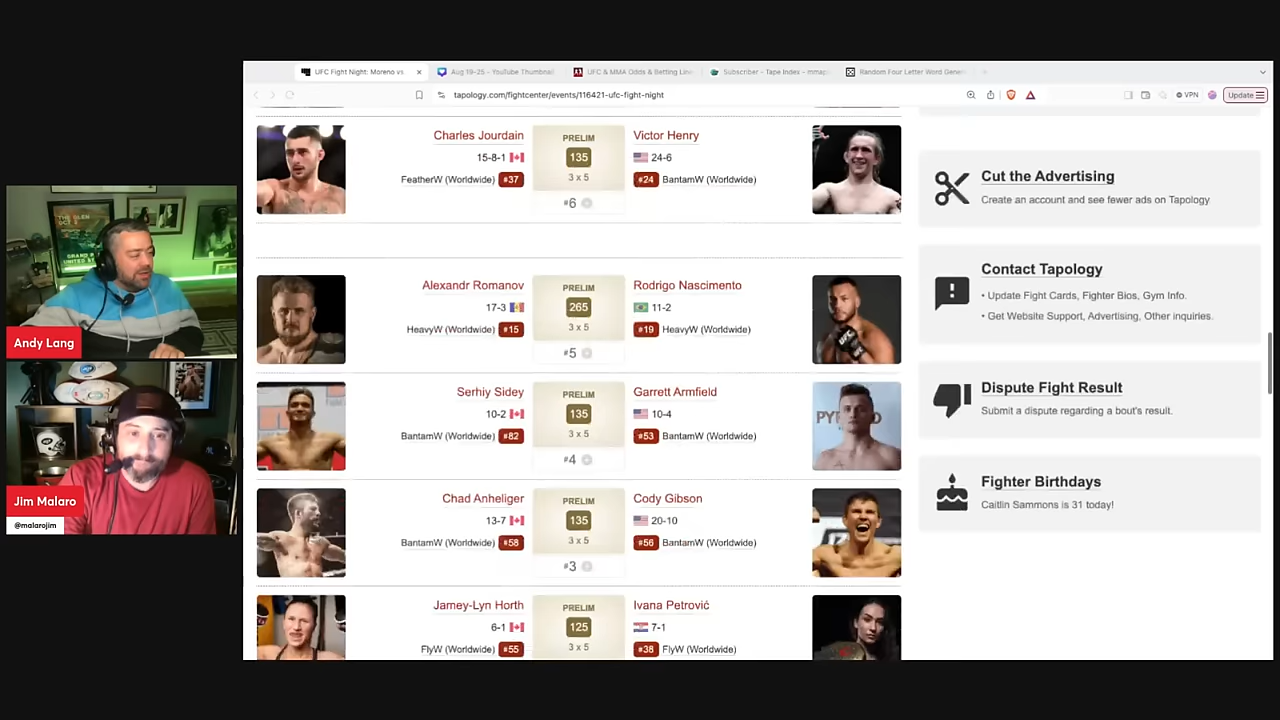 UFC Fight Night: Moreno vs
Aug 19-25 - YouTube Thumbnail
UFC & MMA Odds & Betting Line
Subscriber - Tape Index - mmap
Random Four Letter Word Gene
tapology.com/fightcenter/events/116421-ufc-fight-night
VPN
Update
Charles Jourdain
PRELIM
Victor Henry
15-8-1
135
24-6
FeatherW (Worldwide) #37
3 x 5
#24 BantamW (Worldwide)
#6
Alexandr Romanov
PRELIM
Rodrigo Nascimento
17-3
265
11-2
HeavyW (Worldwide) #15
3 x 5
#19 HeavyW (Worldwide)
#5
Serhiy Sidey
PRELIM
Garrett Armfield
10-2
135
10-4
BantamW (Worldwide) #82
3 x 5
#53 BantamW (Worldwide)
#4
Chad Anheliger
PRELIM
Cody Gibson
13-7
135
20-10
BantamW (Worldwide) #58
3 x 5
#56 BantamW (Worldwide)
#3
Jamey-Lyn Horth
PRELIM
Ivana Petrović
6-1
125
7-1
FlyW (Worldwide) #55
3 x 5
#38 FlyW (Worldwide)
Cut the Advertising
Create an account and see fewer ads on Tapology
Contact Tapology
• Update Fight Cards, Fighter Bios, Gym Info.
• Get Website Support, Advertising, Other inquiries.
Dispute Fight Result
Submit a dispute regarding a bout's result.
Fighter Birthdays
Caitlin Sammons is 31 today!
Andy Lang
Jim Malaro
@malarojim